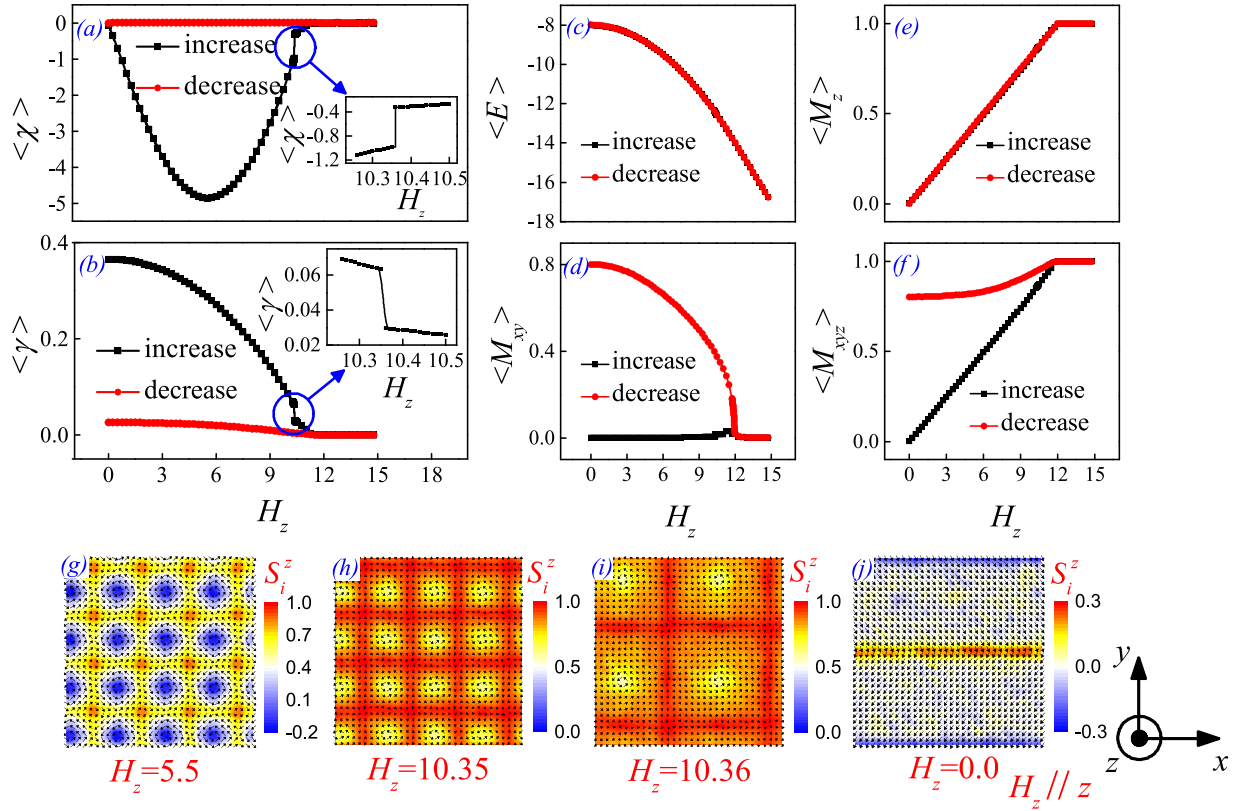 (a)
0
-1
-2
-3
-4
-5
<χ>
increase
decrease
-0.4
-0.8
-1.2
<χ>
10.3 10.4 10.5
H_z
(c)
-8
-10
-12
-14
-16
-18
<E>
increase
decrease
(e)
1.0
0.5
0.0
<M_z>
increase
decrease
(b)
0.4
0.2
0.0
<γ>
increase
decrease
0.06
0.04
0.02
<γ>
10.3 10.4 10.5
H_z
0 3 6 9 12 15 18
H_z
(d)
0.8
0.4
0.0
<M_xy>
increase
decrease
0 3 6 9 12 15
H_z
(f)
1.0
0.5
0.0
<M_xyz>
increase
decrease
0 3 6 9 12 15
H_z
(g)
S_i^z
1.0
0.7
0.4
0.1
-0.2
H_z=5.5
(h)
S_i^z
1.0
0.5
0.0
H_z=10.35
(i)
S_i^z
1.0
0.5
0.0
H_z=10.36
(j)
S_i^z
0.3
0.0
-0.3
H_z=0.0
H_z // z
y
z
x